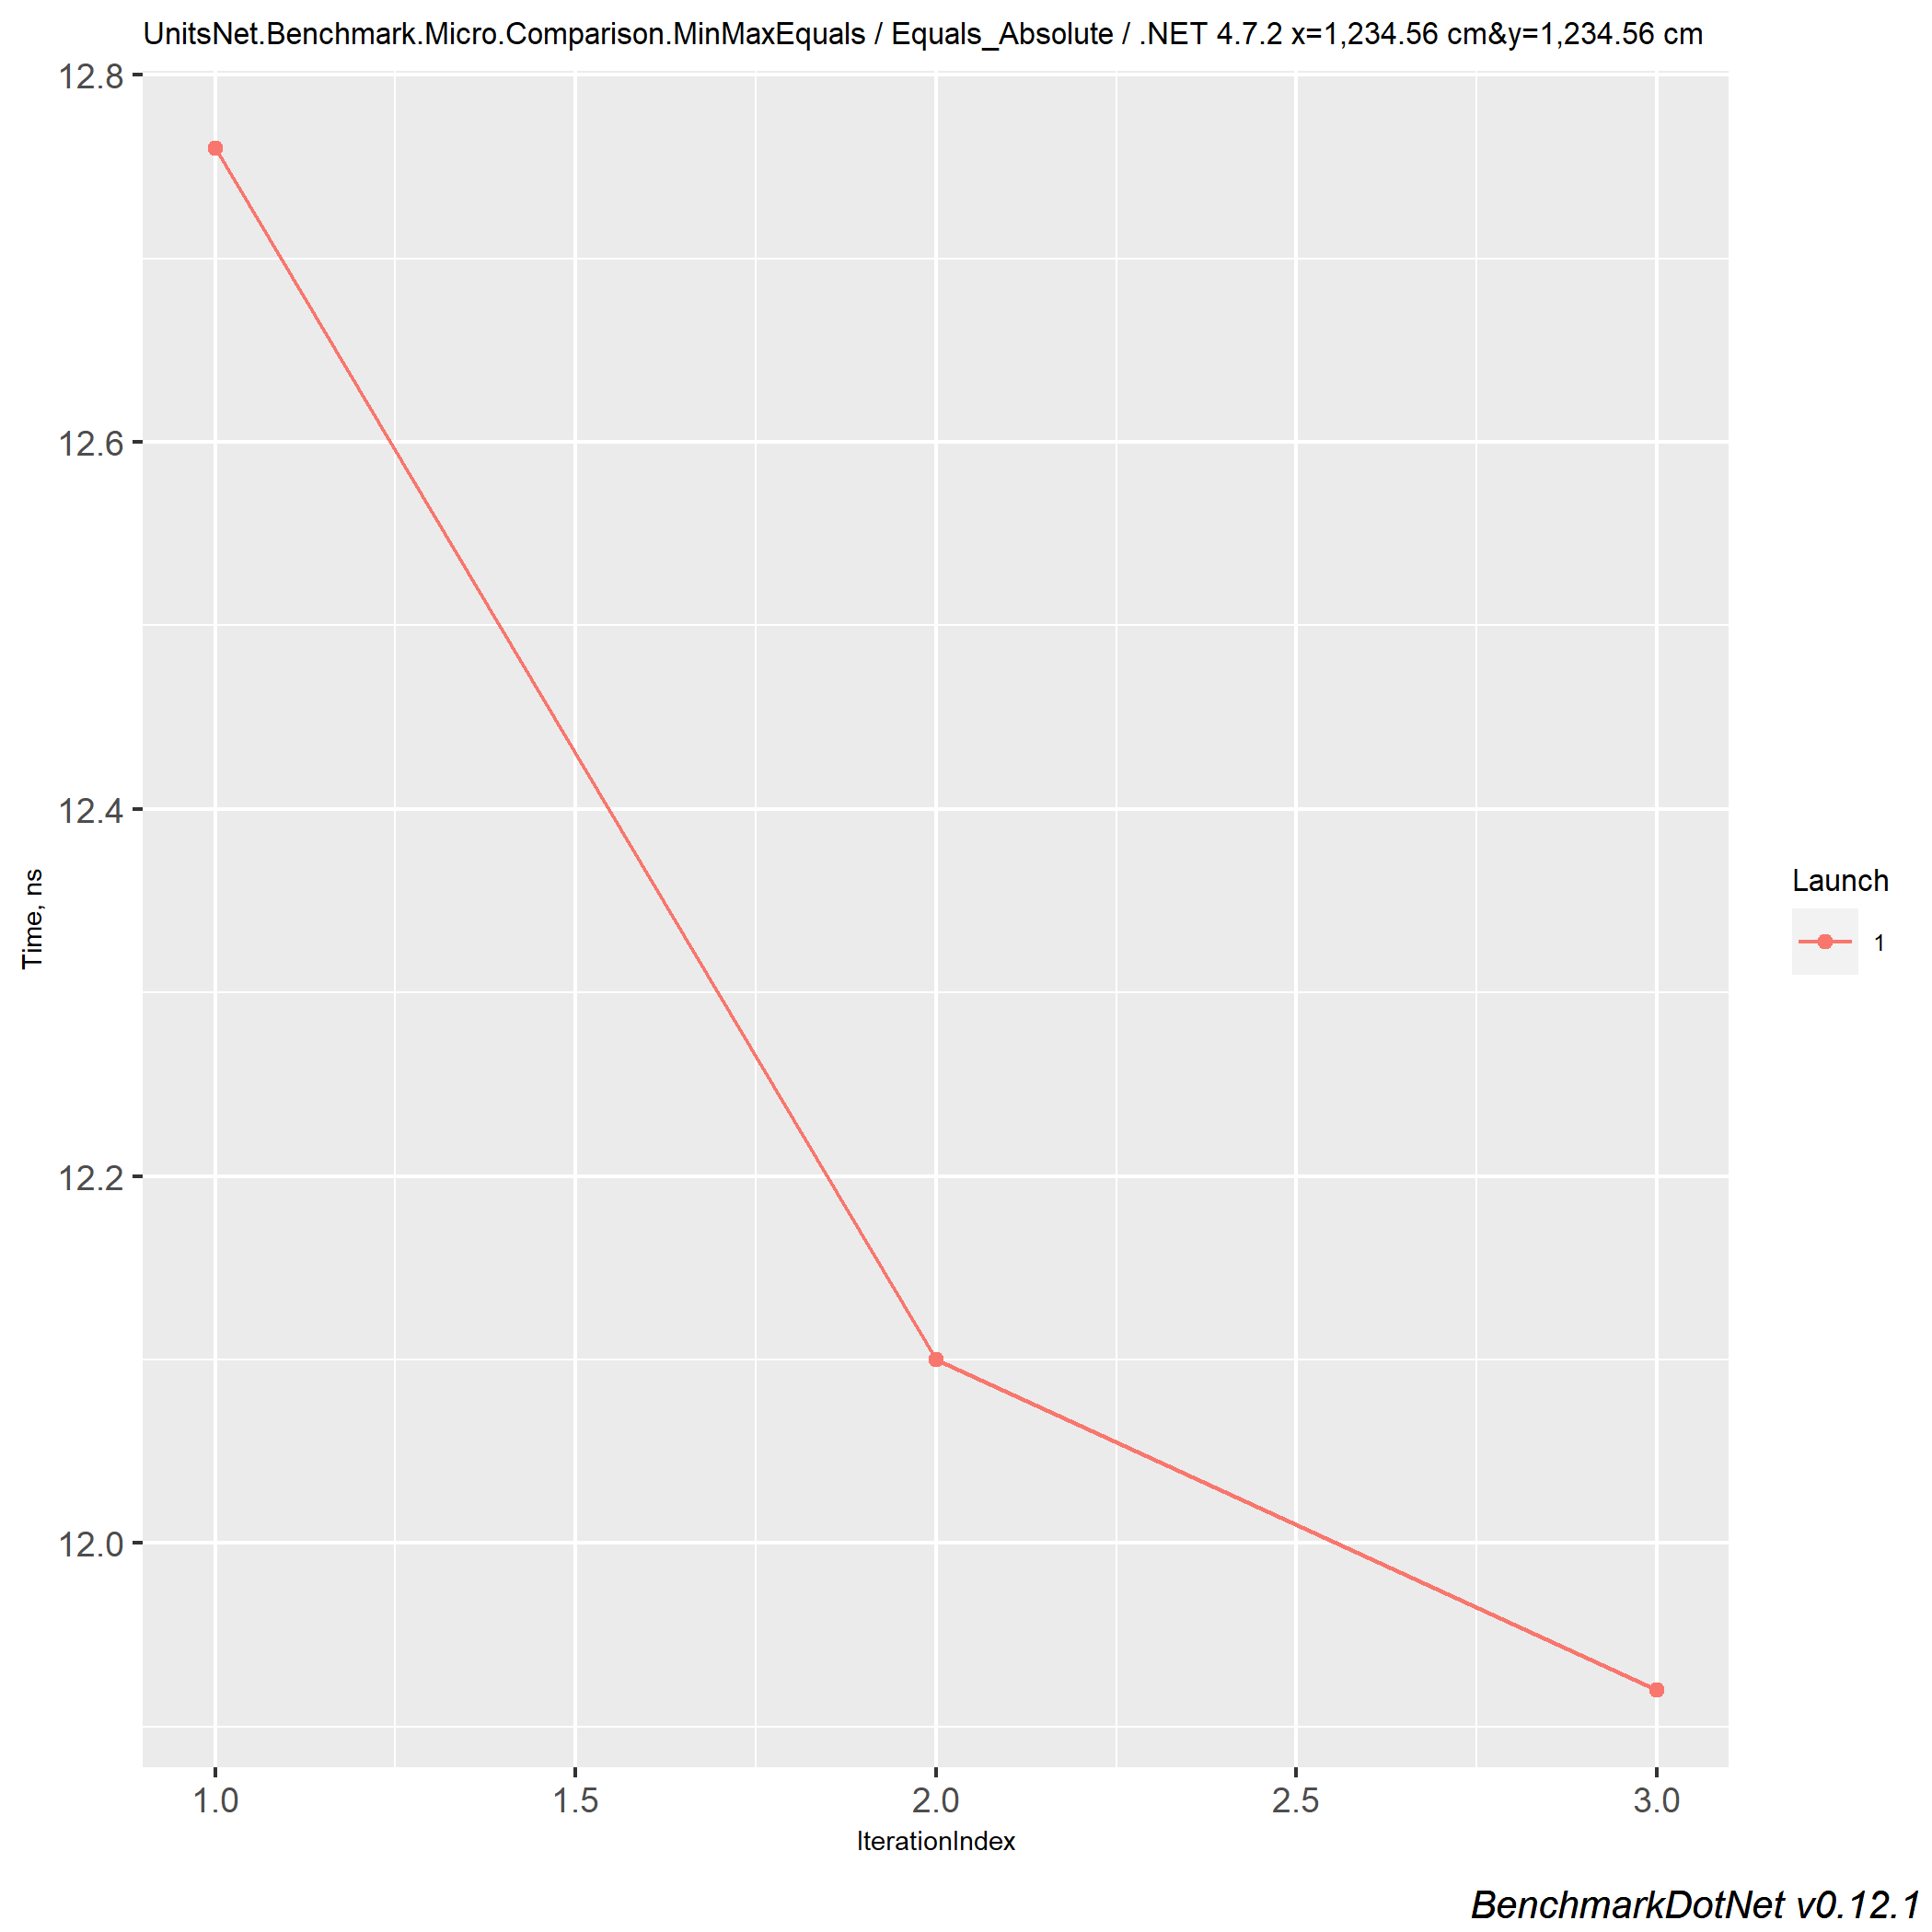 UnitsNet.Benchmark.Micro.Comparison.MinMaxEquals / Equals_Absolute / .NET 4.7.2 x=1,234.56 cm&y=1,234.56 cm
12.8
12.6
12.4
12.2
12.0
Time, ns
Launch
1
1.0 1.5 2.0 2.5 3.0
IterationIndex
BenchmarkDotNet v0.12.1